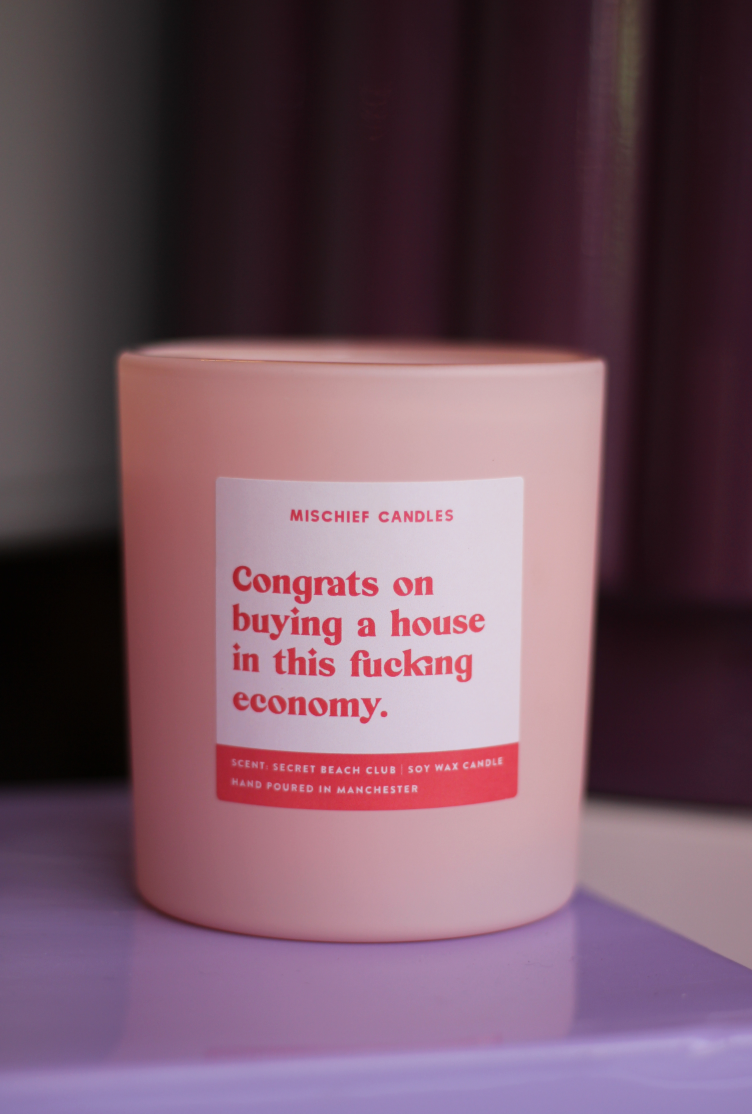 MISCHIEF CANDLES
Congrats on
buying a house
in this fucking
economy.
SCENT: SECRET BEACH CLUB | SOY WAX CANDLE
HAND POURED IN MANCHESTER